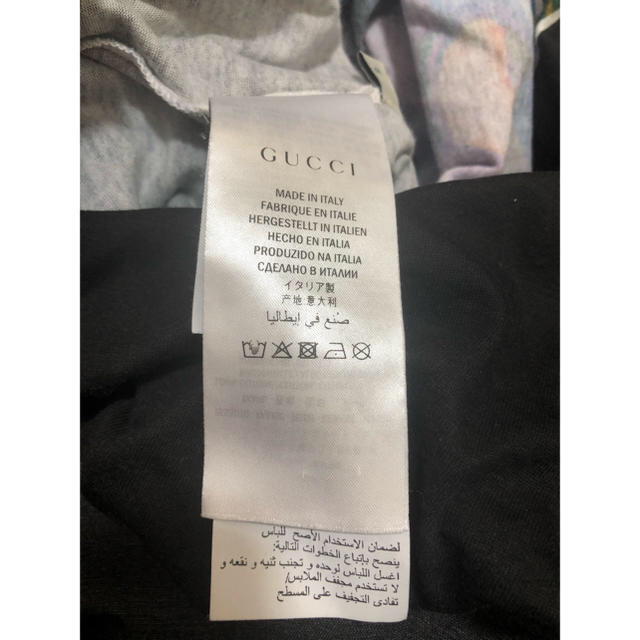 GUCCI
MADE IN ITALY
FABRIQUE EN ITALIE
HERGESTELLT IN ITALIEN
HECHO EN ITALIA
PRODUZIDO NA ITALIA
СДЕЛАНО В ИТАЛИИ
イタリア製
产地:意大利
صنع في إيطاليا
لضمان الاستخدام الأصح للباس
ينصح بإتباع الخطوات التالية:
اغسل اللباس لوحده و تجنب ثنيه و نقعه و
لا تستخدم مجفف الملابس/
تفادى التجفيف على المسطح